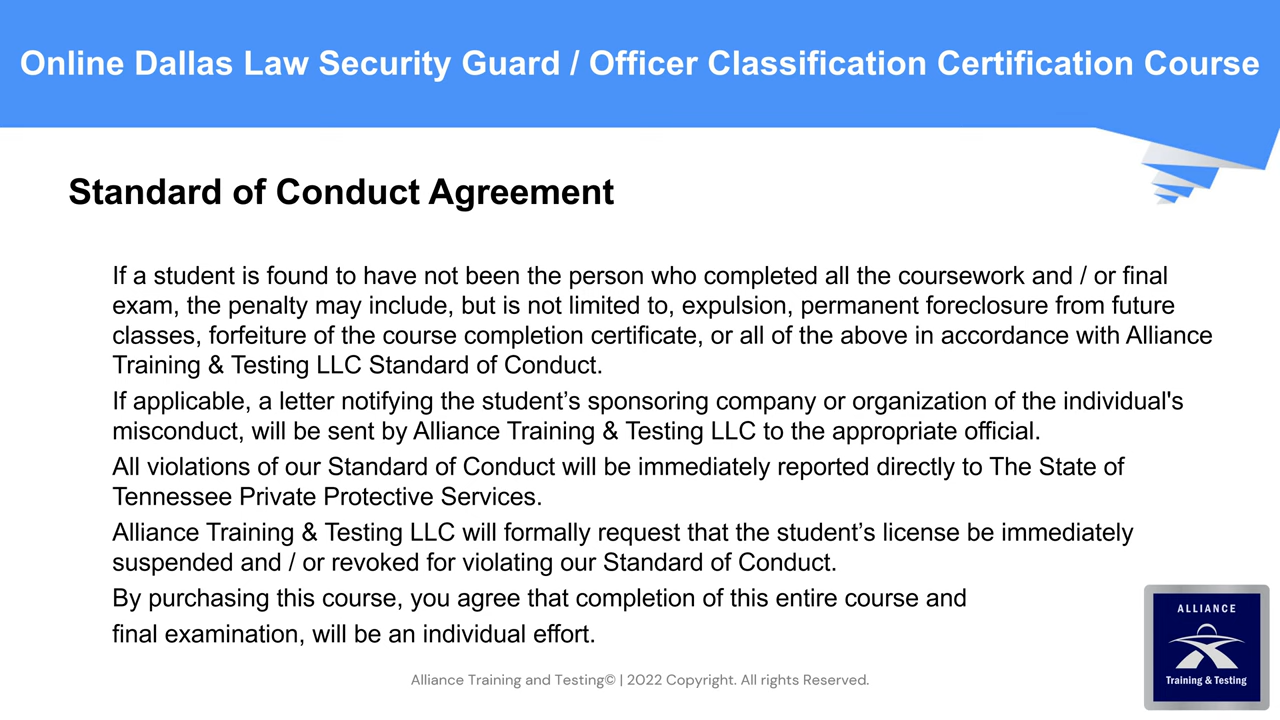 Online Dallas Law Security Guard / Officer Classification Certification Course
Standard of Conduct Agreement
If a student is found to have not been the person who completed all the coursework and / or final
exam, the penalty may include, but is not limited to, expulsion, permanent foreclosure from future
classes, forfeiture of the course completion certificate, or all of the above in accordance with Alliance
Training & Testing LLC Standard of Conduct.
If applicable, a letter notifying the student’s sponsoring company or organization of the individual's
misconduct, will be sent by Alliance Training & Testing LLC to the appropriate official.
All violations of our Standard of Conduct will be immediately reported directly to The State of
Tennessee Private Protective Services.
Alliance Training & Testing LLC will formally request that the student’s license be immediately
suspended and / or revoked for violating our Standard of Conduct.
By purchasing this course, you agree that completion of this entire course and
final examination, will be an individual effort.
ALLIANCE
Training & Testing
Alliance Training and Testing© | 2022 Copyright. All rights Reserved.